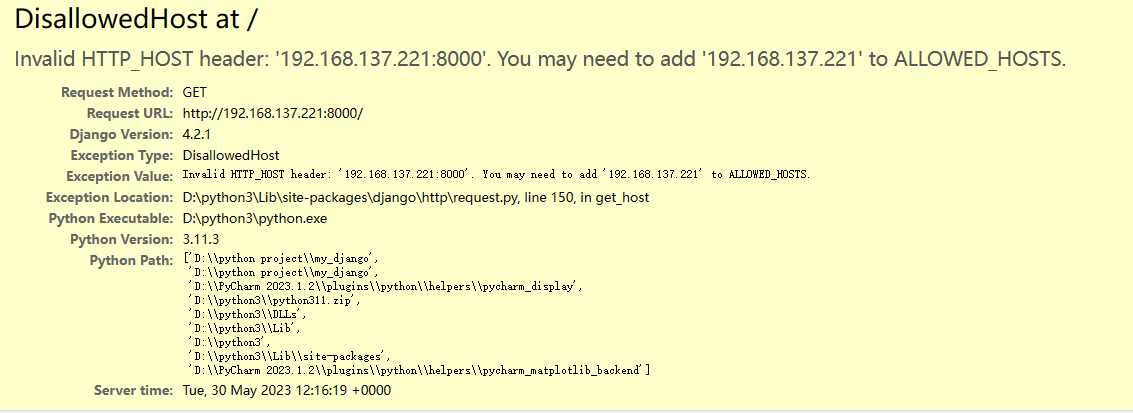 DisallowedHost at /
Invalid HTTP_HOST header: '192.168.137.221:8000'. You may need to add '192.168.137.221' to ALLOWED_HOSTS.
Request Method: GET
Request URL: http://192.168.137.221:8000/
Django Version: 4.2.1
Exception Type: DisallowedHost
Exception Value: Invalid HTTP_HOST header: '192.168.137.221:8000'. You may need to add '192.168.137.221' to ALLOWED_HOSTS.
Exception Location: D:\python3\Lib\site-packages\django\http\request.py, line 150, in get_host
Python Executable: D:\python3\python.exe
Python Version: 3.11.3
Python Path: ['D:\\python project\\my_django',
'D:\\python project\\my_django',
'D:\\PyCharm 2023.1.2\\plugins\\python\\helpers\\pycharm_display',
'D:\\python3\\python311.zip',
'D:\\python3\\DLLs',
'D:\\python3\\Lib',
'D:\\python3',
'D:\\python3\\Lib\\site-packages',
'D:\\PyCharm 2023.1.2\\plugins\\python\\helpers\\pycharm_matplotlib_backend']
Server time: Tue, 30 May 2023 12:16:19 +0000